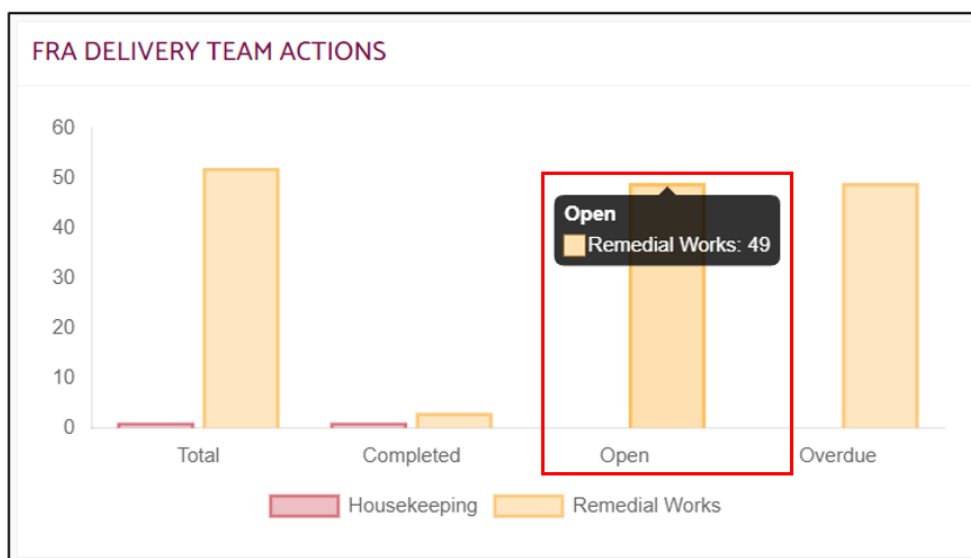 FRA DELIVERY TEAM ACTIONS
60
50
40
30
20
10
0
Open
Remedial Works: 49
Total Completed Open Overdue
Housekeeping Remedial Works